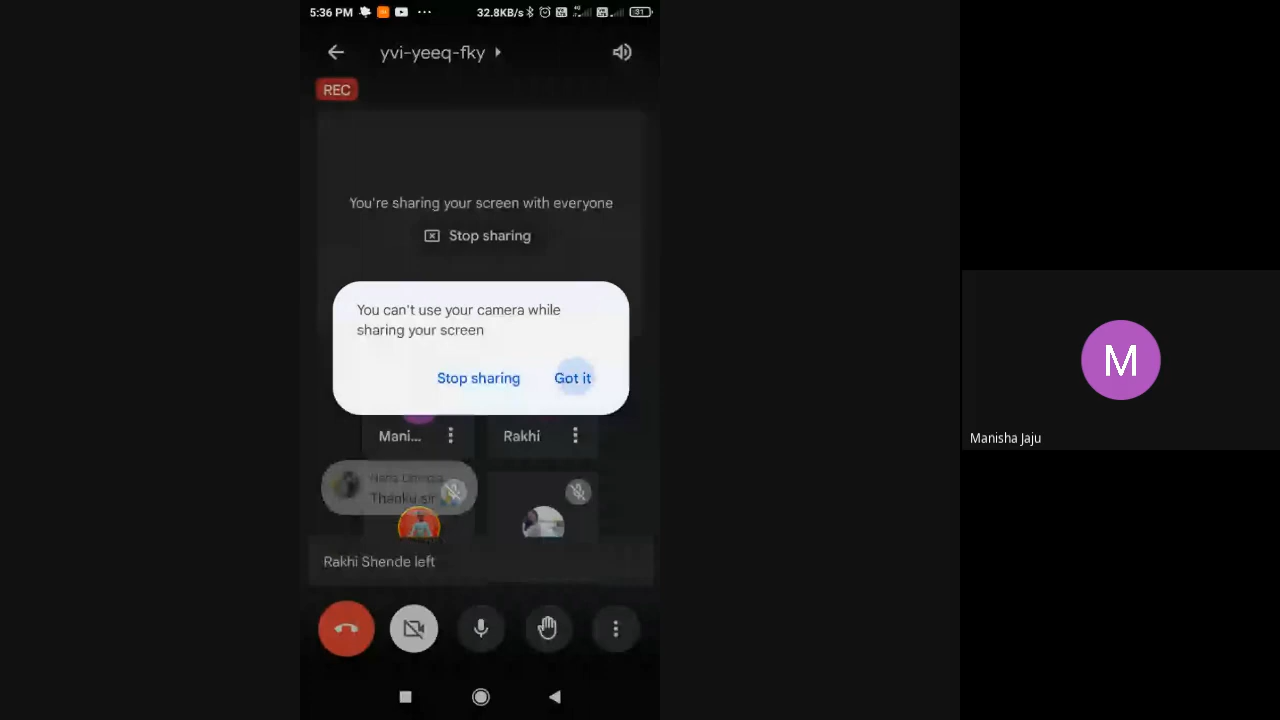 5:36 PM
32.8KB/s
31
yvi-yeeq-fky
REC
You're sharing your screen with everyone
Stop sharing
You can't use your camera while
sharing your screen
Stop sharing
Got it
Mani...
Rakhi
Thanku sir
Rakhi Shende left
M
Manisha Jaju